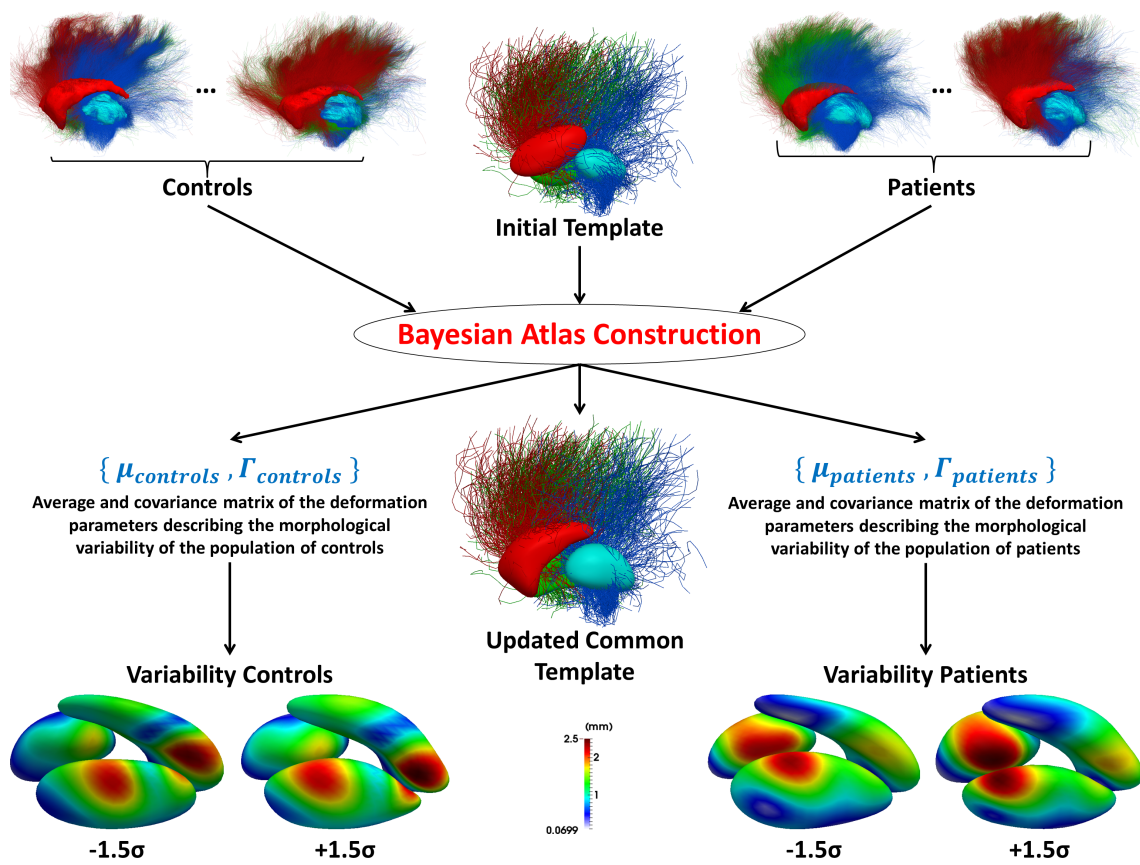 ...
...
Controls
Initial Template
Patients
Bayesian Atlas Construction
{ μcontrols , Γcontrols }
Average and covariance matrix of the deformation
parameters describing the morphological
variability of the population of controls
{ μpatients , Γpatients }
Average and covariance matrix of the deformation
parameters describing the morphological
variability of the population of patients
Updated Common
Template
Variability Controls
Variability Patients
(mm)
2.5
2
1
0.0699
-1.5σ
+1.5σ
-1.5σ
+1.5σ